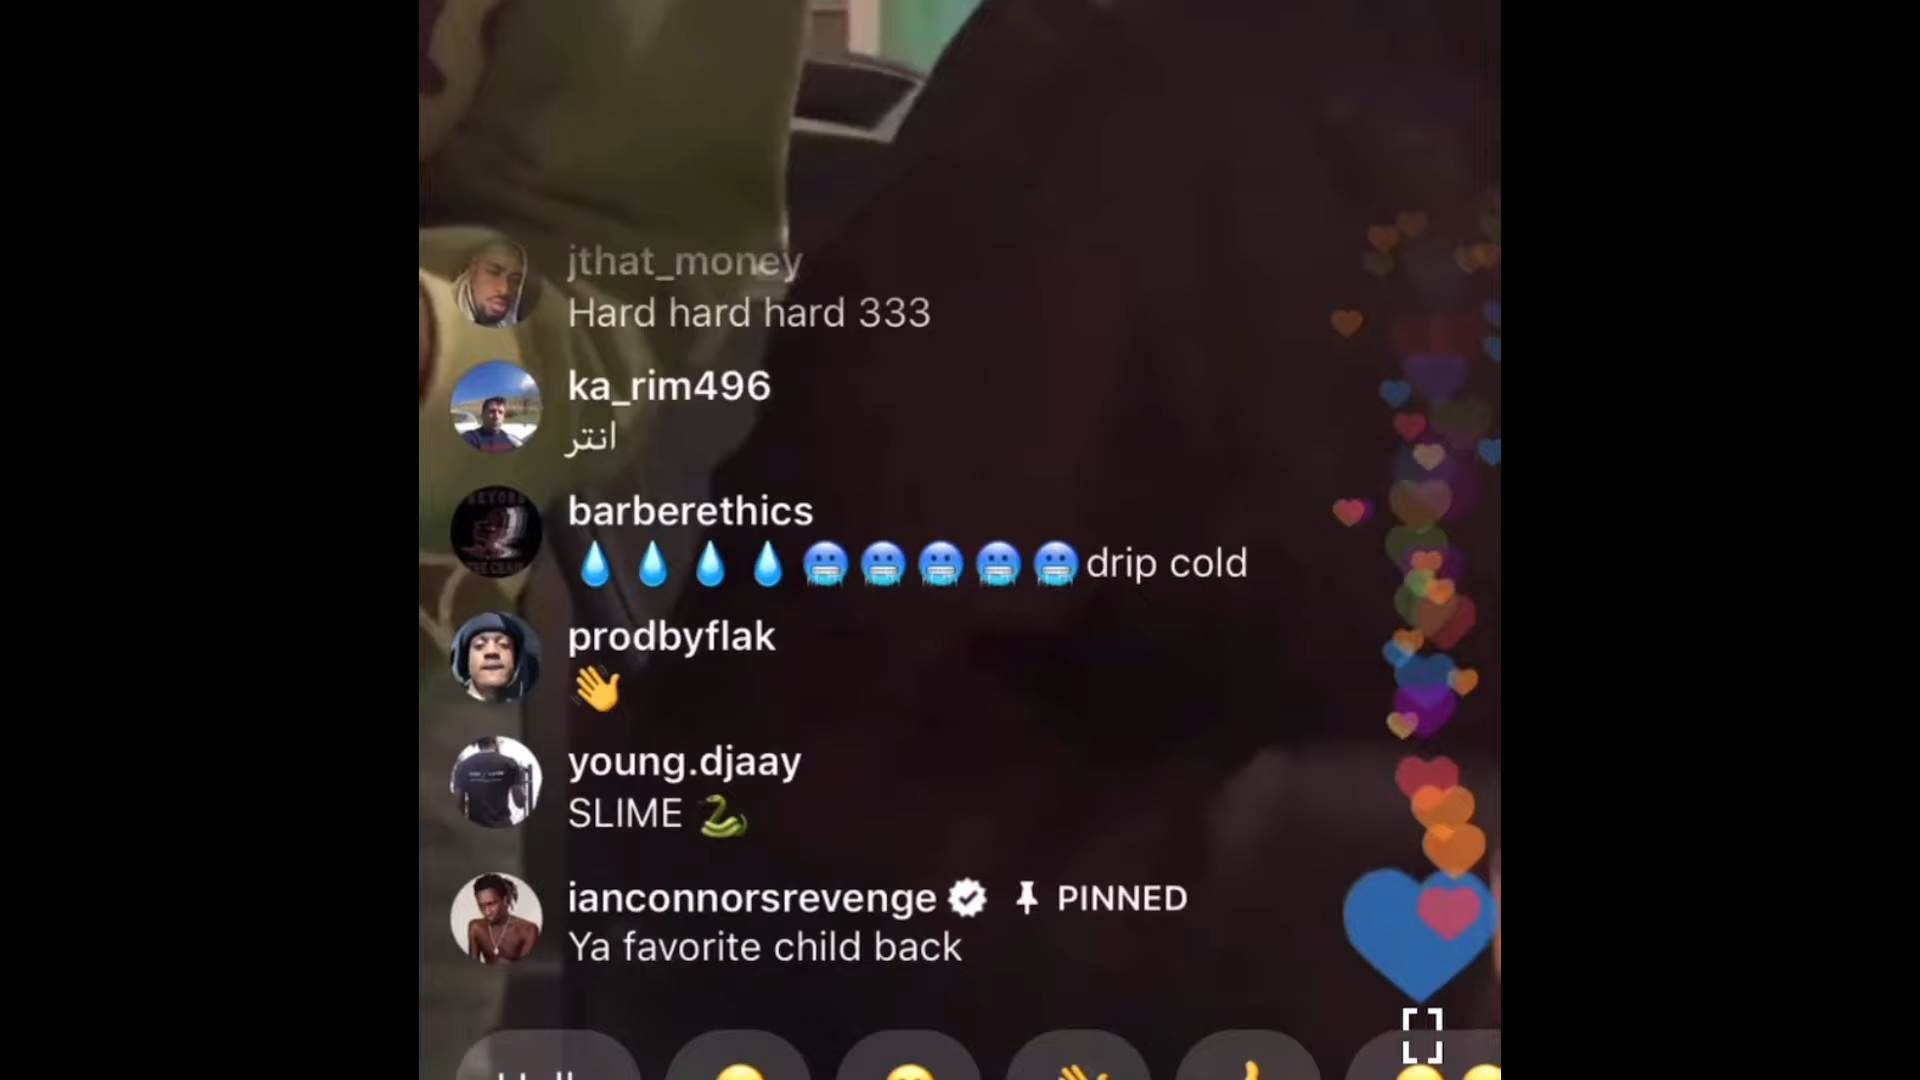 jthat_money
Hard hard hard 333
ka_rim496
انتر
barberethics
💧💧💧💧🥶🥶🥶🥶🥶drip cold
prodbyflak
👋
young.djaay
SLIME 🐍
ianconnorsrevenge PINNED
Ya favorite child back